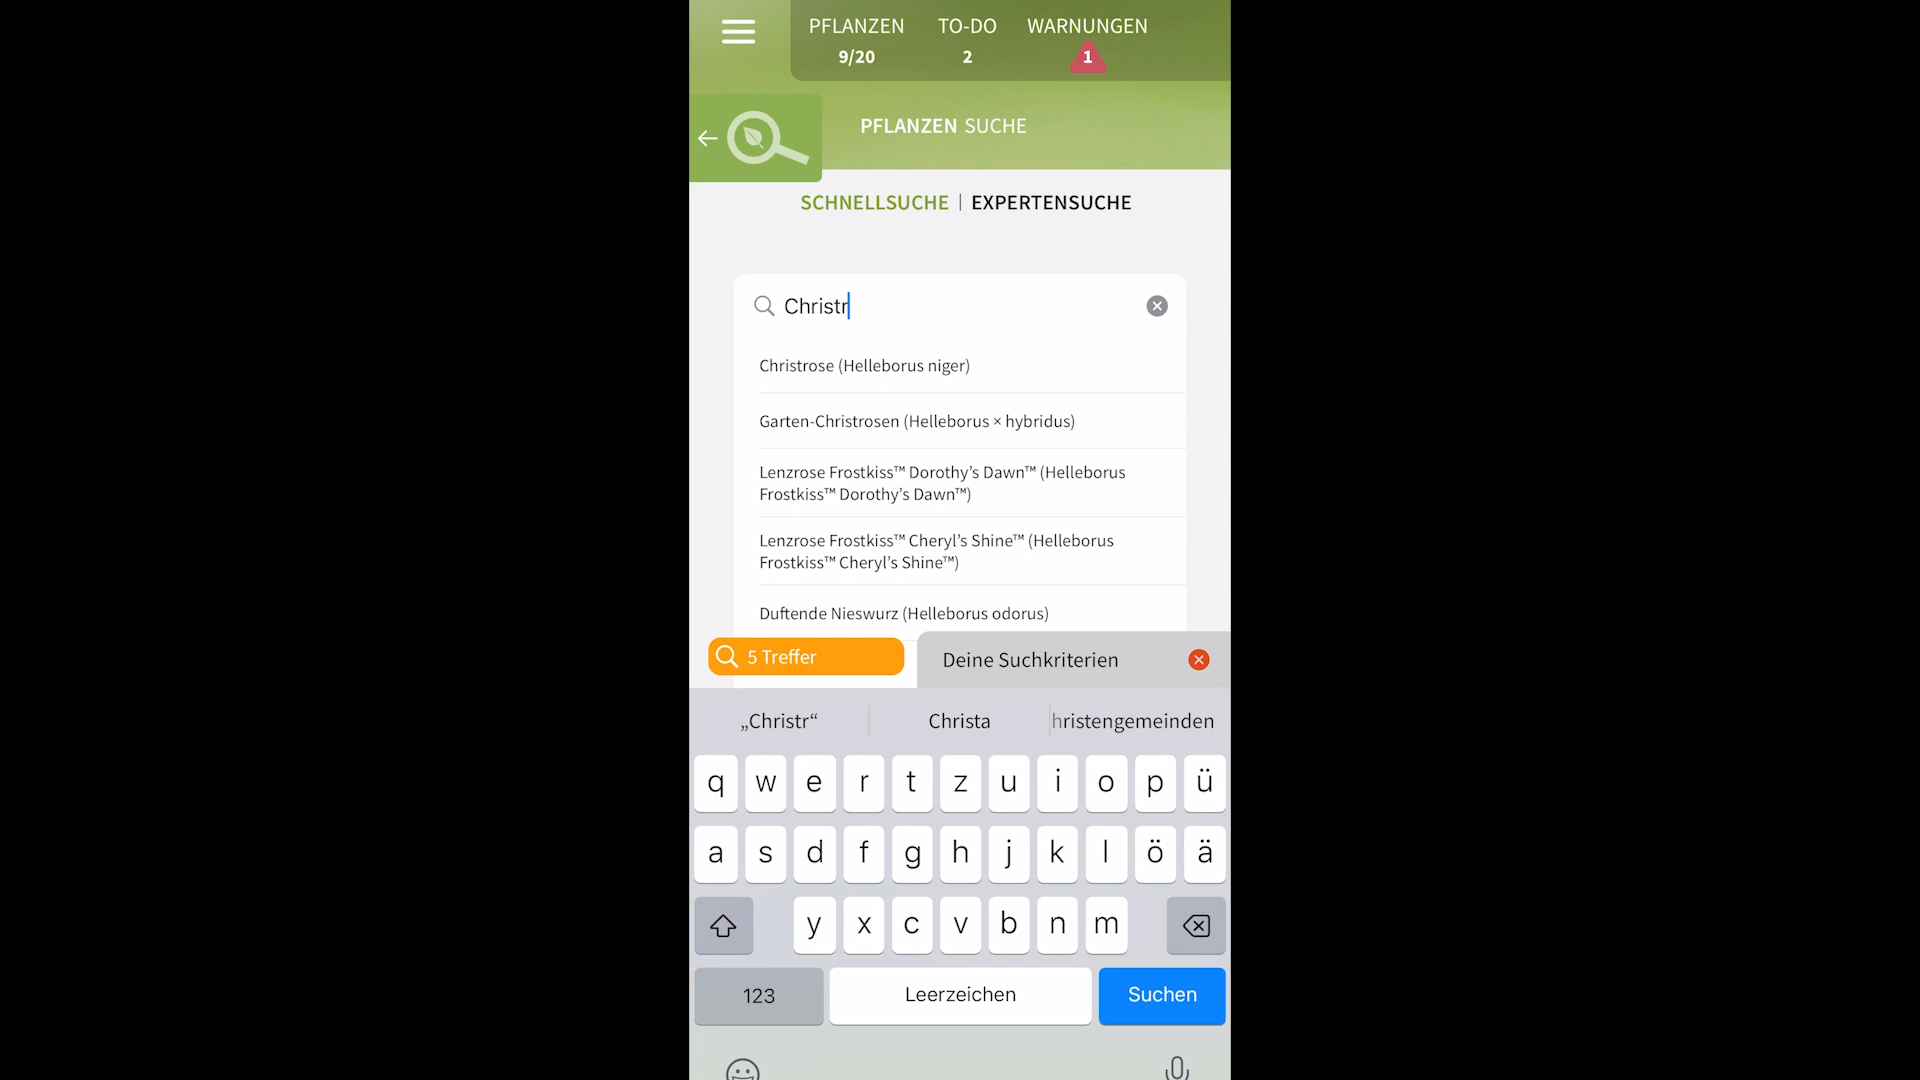 PFLANZEN TO-DO WARNUNGEN
9/20 2 1
PFLANZEN SUCHE
SCHNELLSUCHE | EXPERTENSUCHE
Christr
Christrose (Helleborus niger)
Garten-Christrosen (Helleborus × hybridus)
Lenzrose Frostkiss™ Dorothy’s Dawn™ (Helleborus
Frostkiss™ Dorothy’s Dawn™)
Lenzrose Frostkiss™ Cheryl’s Shine™ (Helleborus
Frostkiss™ Cheryl’s Shine™)
Duftende Nieswurz (Helleborus odorus)
5 Treffer Deine Suchkriterien
„Christr“ Christa hristengemeinden
q w e r t z u i o p ü
a s d f g h j k l ö ä
y x c v b n m
123 Leerzeichen Suchen